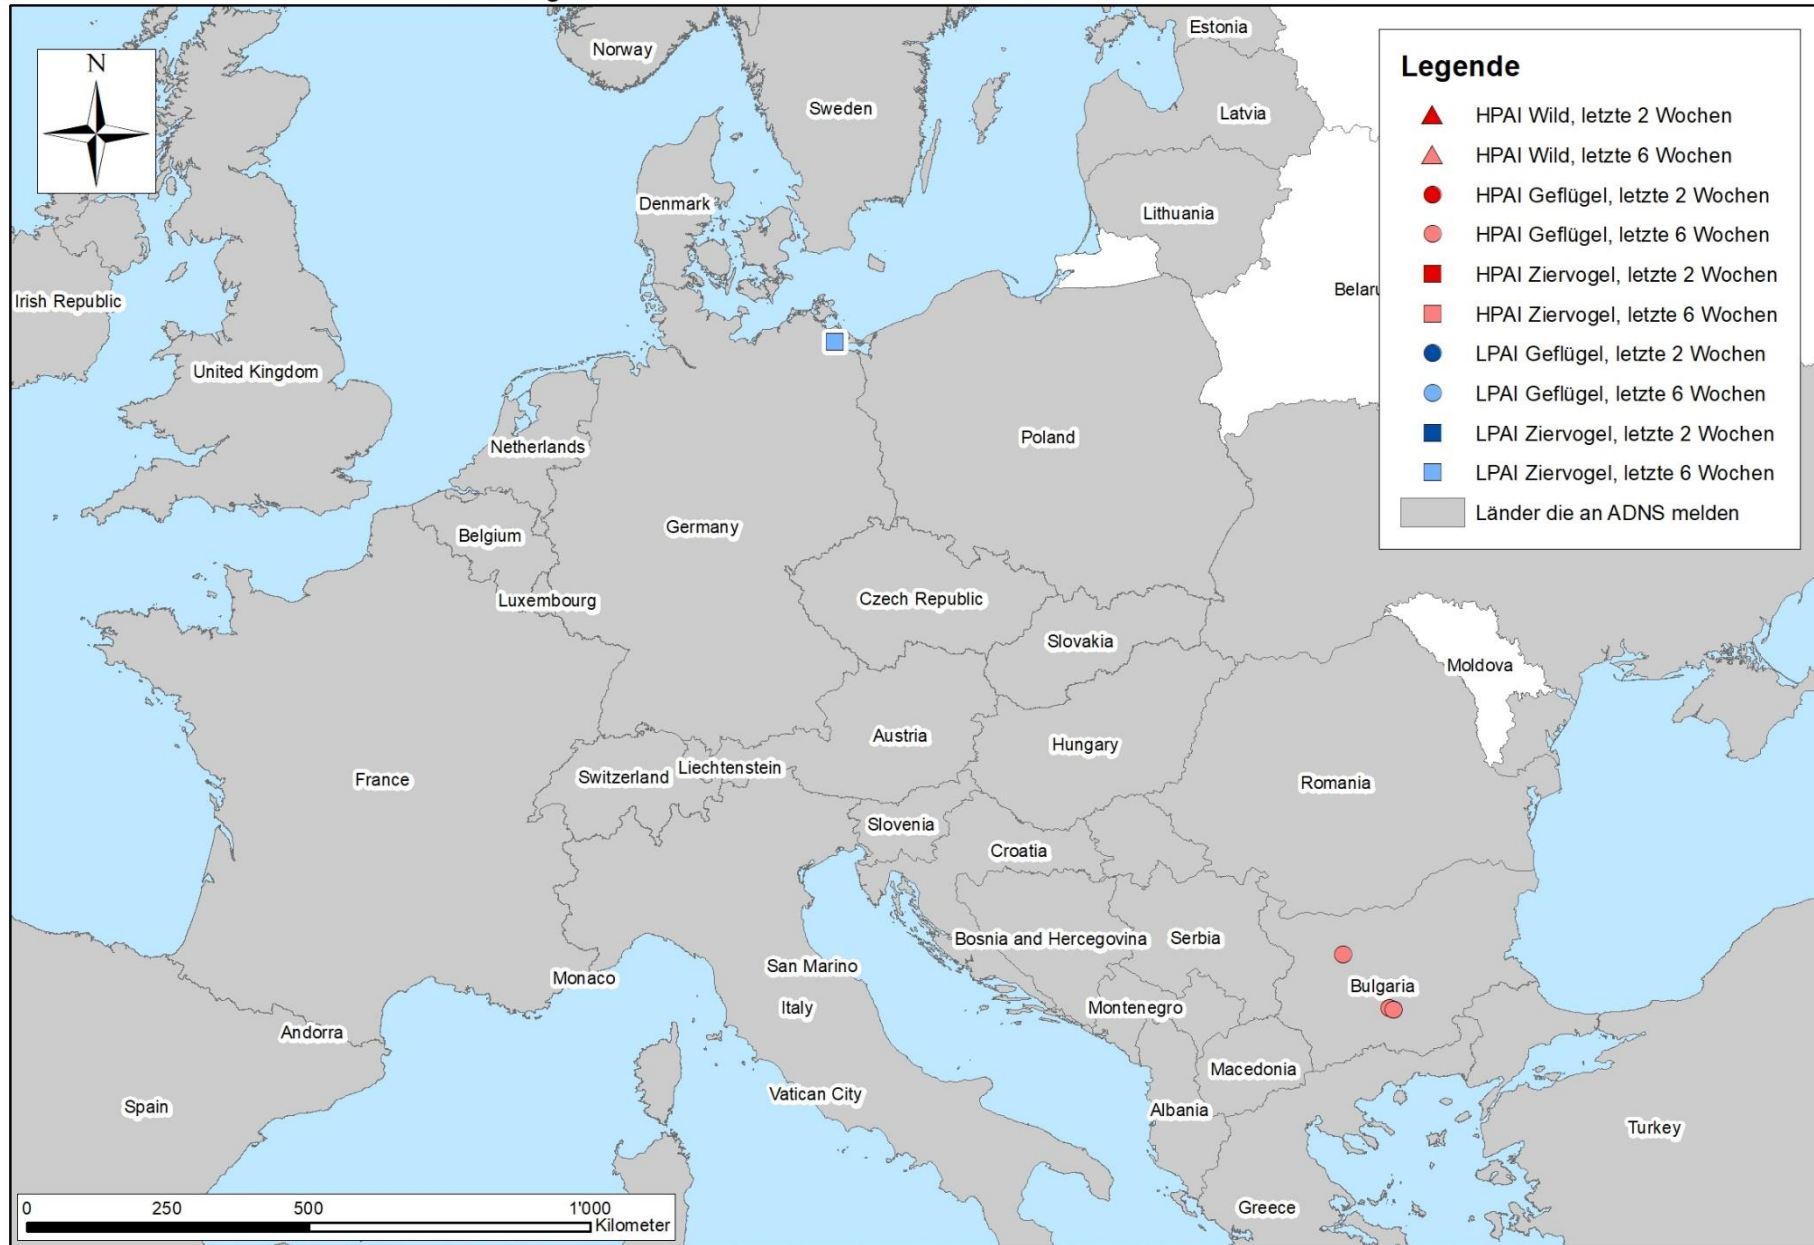 N
Legende
HPAI Wild, letzte 2 Wochen
HPAI Wild, letzte 6 Wochen
HPAI Geflügel, letzte 2 Wochen
HPAI Geflügel, letzte 6 Wochen
HPAI Ziervogel, letzte 2 Wochen
HPAI Ziervogel, letzte 6 Wochen
LPAI Geflügel, letzte 2 Wochen
LPAI Geflügel, letzte 6 Wochen
LPAI Ziervogel, letzte 2 Wochen
LPAI Ziervogel, letzte 6 Wochen
Länder die an ADNS melden
Estonia
Norway
Sweden
Latvia
Denmark
Lithuania
Irish Republic
Belaru
United Kingdom
Netherlands
Poland
Germany
Belgium
Luxembourg
Czech Republic
Slovakia
Moldova
Austria
Hungary
France
Switzerland
Liechtenstein
Romania
Slovenia
Croatia
Bosnia and Hercegovina
Serbia
San Marino
Monaco
Bulgaria
Italy
Montenegro
Andorra
Macedonia
Vatican City
Spain
Albania
Turkey
Greece
0 250 500 1'000
Kilometer